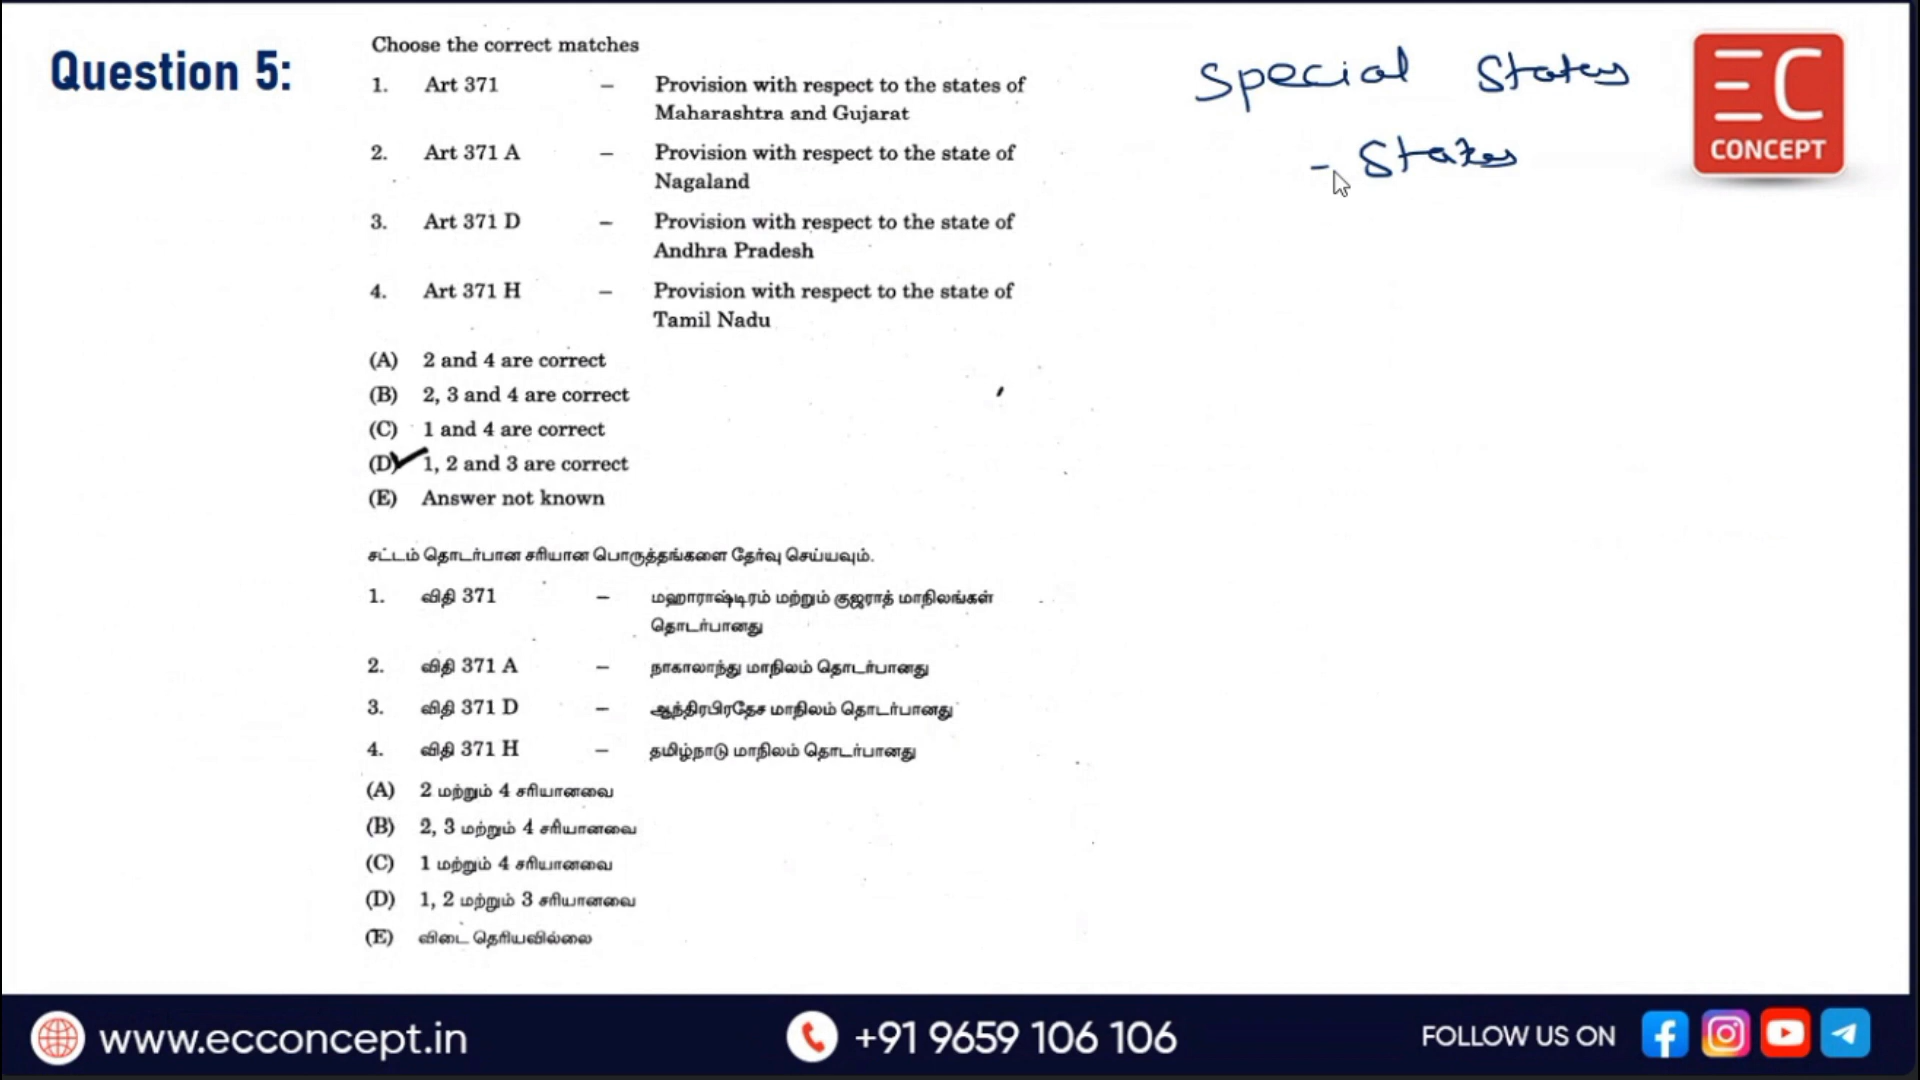 Question 5:
Choose the correct matches
1. Art 371 – Provision with respect to the states of
Maharashtra and Gujarat
2. Art 371 A – Provision with respect to the state of
Nagaland
3. Art 371 D – Provision with respect to the state of
Andhra Pradesh
4. Art 371 H – Provision with respect to the state of
Tamil Nadu
(A) 2 and 4 are correct
(B) 2, 3 and 4 are correct
(C) 1 and 4 are correct
(D) 1, 2 and 3 are correct
(E) Answer not known
சட்டம் தொடர்பான சரியான பொருத்தங்களை தேர்வு செய்யவும்.
1. விதி 371 – மஹாராஷ்டிரம் மற்றும் குஜராத் மாநிலங்கள்
தொடர்பானது
2. விதி 371 A – நாகாலாந்து மாநிலம் தொடர்பானது
3. விதி 371 D – ஆந்திரபிரதேச மாநிலம் தொடர்பானது
4. விதி 371 H – தமிழ்நாடு மாநிலம் தொடர்பானது
(A) 2 மற்றும் 4 சரியானவை
(B) 2, 3 மற்றும் 4 சரியானவை
(C) 1 மற்றும் 4 சரியானவை
(D) 1, 2 மற்றும் 3 சரியானவை
(E) விடை தெரியவில்லை
Special States
- States
EC
CONCEPT
www.ecconcept.in
+91 9659 106 106
FOLLOW US ON